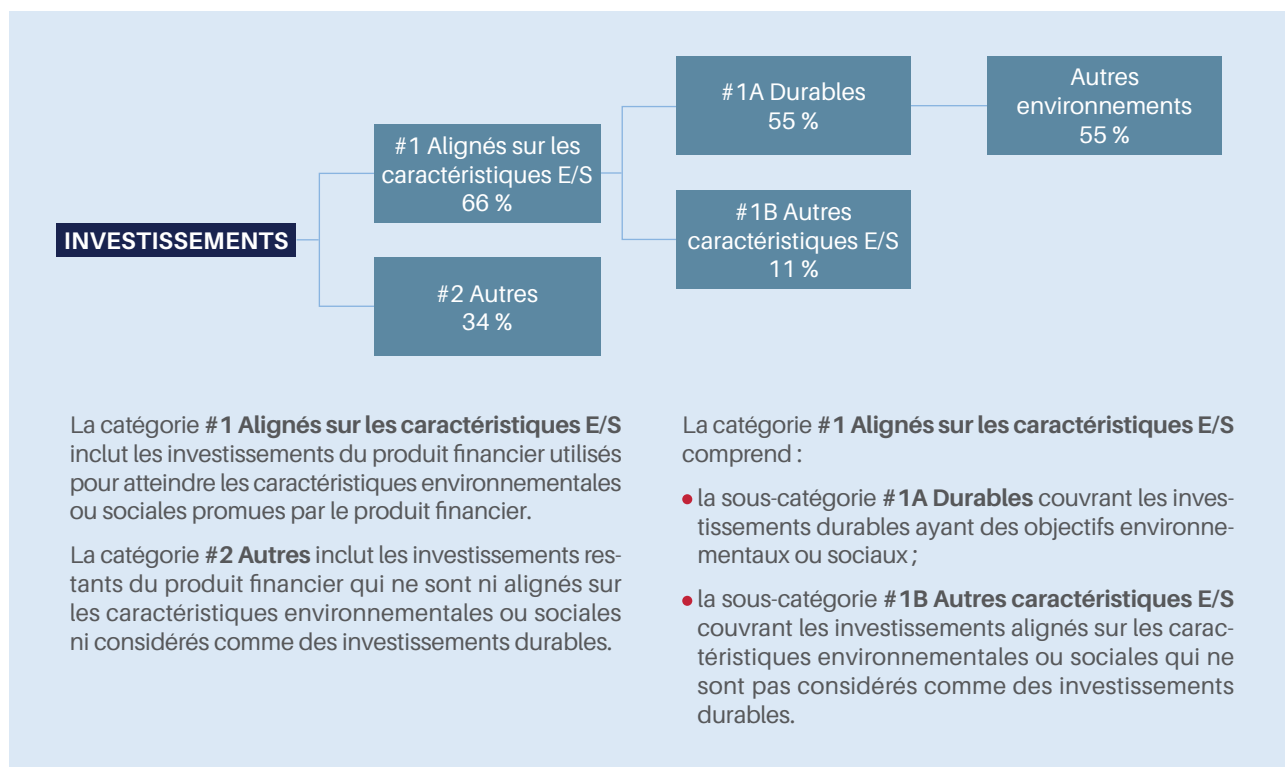 INVESTISSEMENTS
#1 Alignés sur les
caractéristiques E/S
66 %
#2 Autres
34 %
#1A Durables
55 %
#1B Autres
caractéristiques E/S
11 %
Autres
environnements
55 %
La catégorie #1 Alignés sur les caractéristiques E/S
inclut les investissements du produit financier utilisés
pour atteindre les caractéristiques environnementales
ou sociales promues par le produit financier.
La catégorie #2 Autres inclut les investissements res-
tants du produit financier qui ne sont ni alignés sur
les caractéristiques environnementales ou sociales
ni considérés comme des investissements durables.
La catégorie #1 Alignés sur les caractéristiques E/S
comprend :
• la sous-catégorie #1A Durables couvrant les inves-
tissements durables ayant des objectifs environne-
mentaux ou sociaux ;
• la sous-catégorie #1B Autres caractéristiques E/S
couvrant les investissements alignés sur les carac-
téristiques environnementales ou sociales qui ne
sont pas considérés comme des investissements
durables.